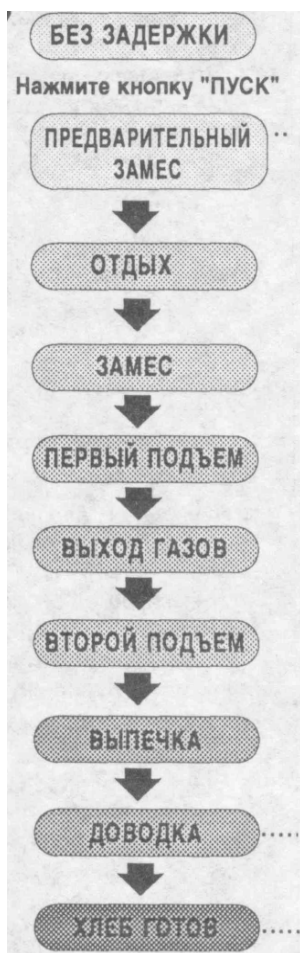 БЕЗ ЗАДЕРЖКИ
Нажмите кнопку "ПУСК"
ПРЕДВАРИТЕЛЬНЫЙ
ЗАМЕС
ОТДЫХ
ЗАМЕС
ПЕРВЫЙ ПОДЪЕМ
ВЫХОД ГАЗОВ
ВТОРОЙ ПОДЪЕМ
ВЫПЕЧКА
ДОВОДКА
ХЛЕБ ГОТОВ